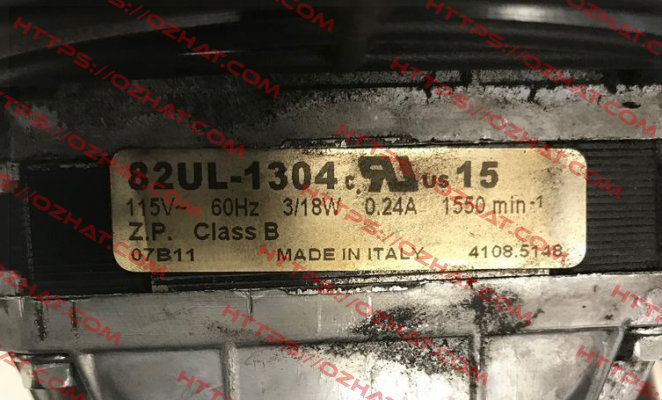 82UL-1304 c RU US 15
115V~ 60Hz 3/18W 0.24A 1550 min-1
Z.P. Class B
07B11 MADE IN ITALY 4108.5148
HTTPS://OZHAT.COM